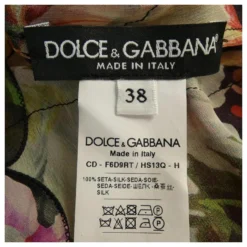 DOLCE & GABBANA
MADE IN ITALY
38
DOLCE & GABBANA
Made in Italy
CD - F6D9RT / HS13Q - H
100% SETA-SILK-SEDA-SOIE-
SEDA-SEIDE-ШЕЛК-
SILK